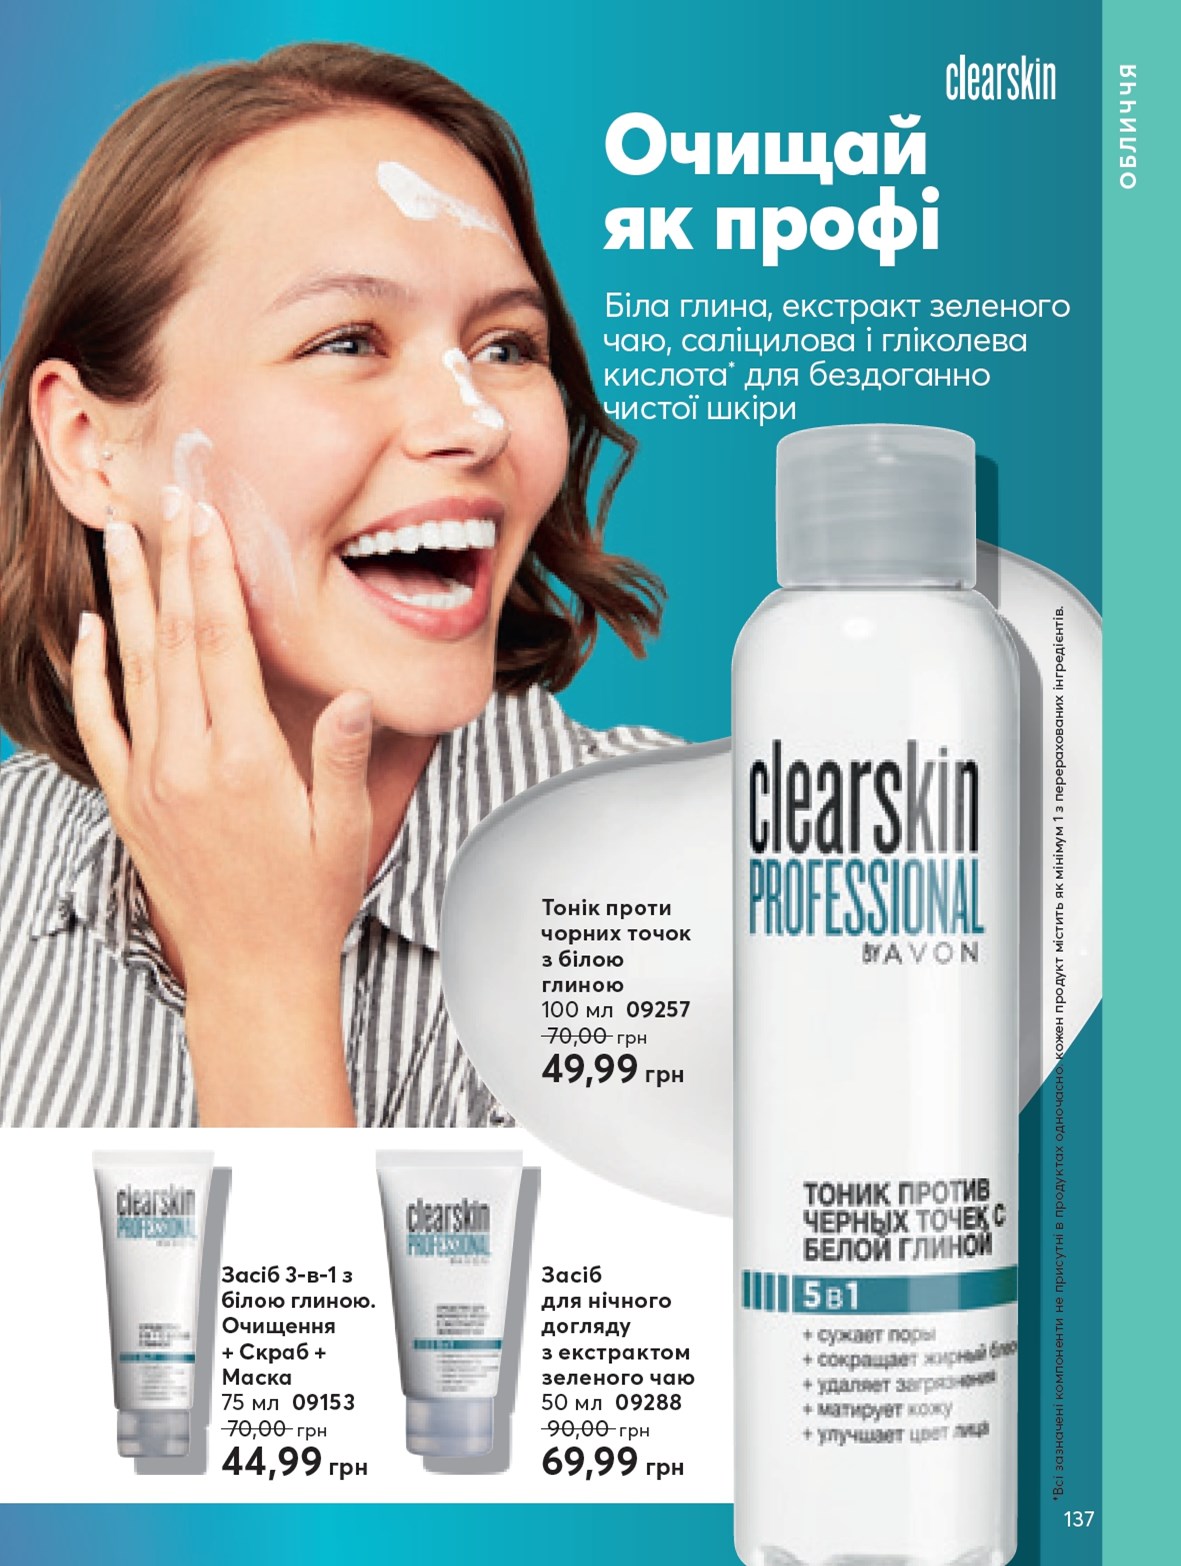 clearskin
ОБЛИЧЧЯ
Очищай
як профі
Біла глина, екстракт зеленого
чаю, саліцилова і гліколева
кислота* для бездоганно
чистої шкіри
clearskin
PROFESSIONAL
BY AVON
ТОНИК ПРОТИВ
ЧЕРНЫХ ТОЧЕК С
БЕЛОЙ ГЛИНОЙ
5 в 1
+ сужает поры
+ сокращает жирный блеск
+ удаляет загрязнения
+ матирует кожу
+ улучшает цвет лица
Тонік проти
чорних точок
з білою
глиною
100 мл 09257
70,00 грн
49,99 грн
clearskin
PROFESSIONAL
Засіб 3-в-1 з
білою глиною.
Очищення
+ Скраб +
Маска
75 мл 09153
70,00 грн
44,99 грн
clearskin
PROFESSIONAL
Засіб
для нічного
догляду
з екстрактом
зеленого чаю
50 мл 09288
90,00 грн
69,99 грн
*Всі зазначені компоненти не присутні в продуктах одночасно. кожен продукт містить як мінімум 1 з перерахованих інгредієнтів.
137